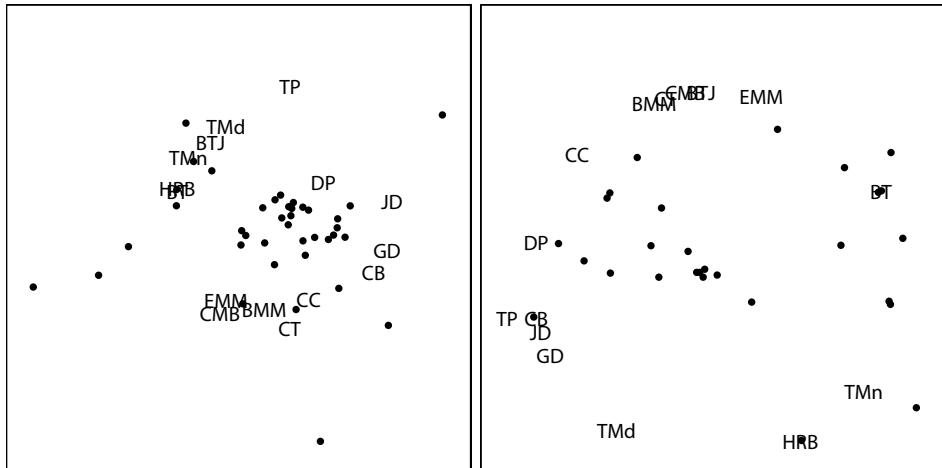 TP
TMd
BTJ
TMn
HRB
BT
DP
JD
GD
CB
EMM
BMM
CC
CMB
CT
CMB
BTJ
EMM
CT
BMM
CC
BT
DP
TP CB
JD
GD
TMn
TMd
HRB